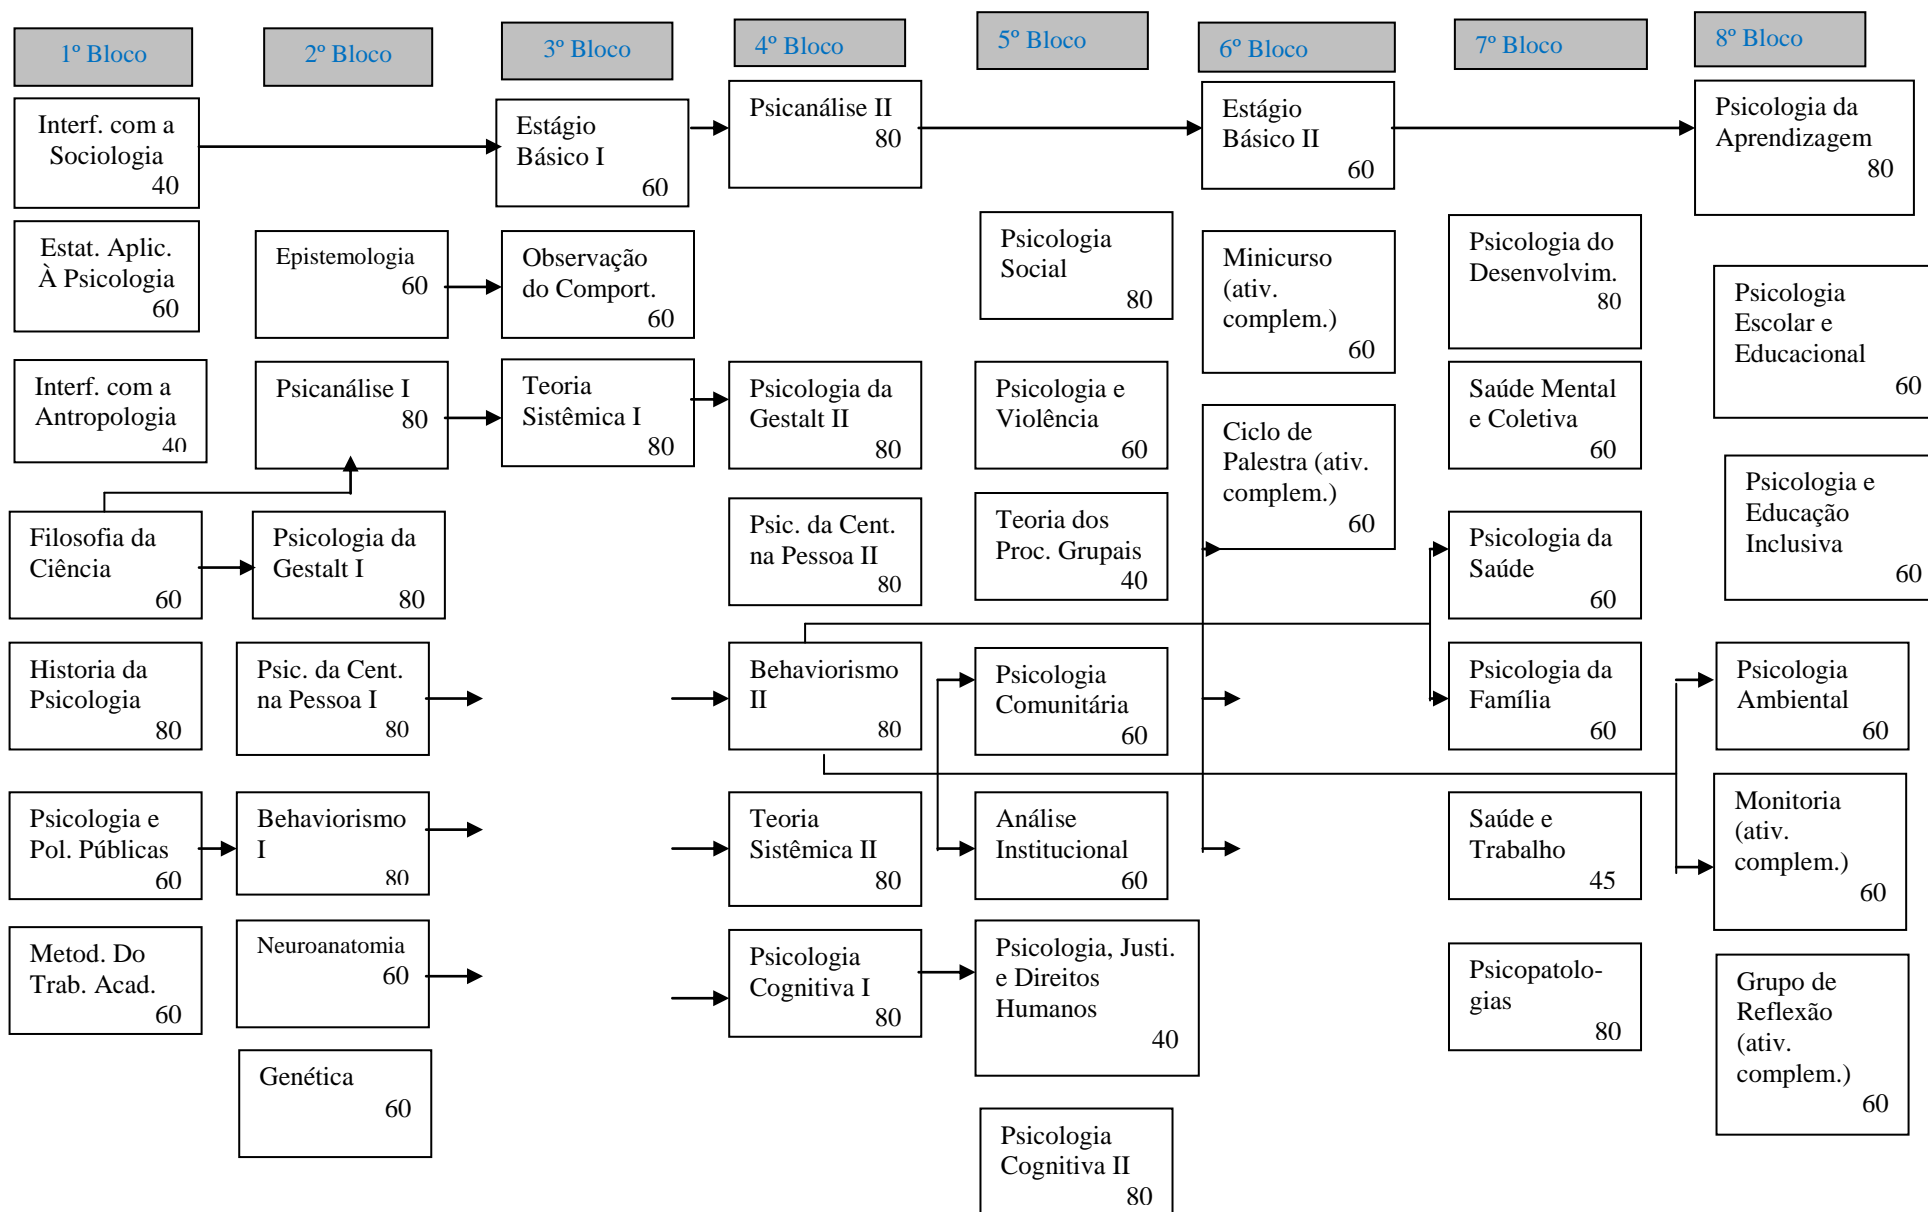 1º Bloco
2º Bloco
3º Bloco
4º Bloco
5º Bloco
6º Bloco
7º Bloco
8º Bloco
Interf. com a
Sociologia
40
Estat. Aplic.
À Psicologia
60
Interf. com a
Antropologia
40
Filosofia da
Ciência
60
Historia da
Psicologia
80
Psicologia e
Pol. Públicas
60
Metod. Do
Trab. Acad.
60
Epistemologia
60
Psicanálise I
80
Psicologia da
Gestalt I
80
Psic. da Cent.
na Pessoa I
80
Behaviorismo
I
80
Neuroanatomia
60
Genética
60
Estágio
Básico I
60
Observação
do Comport.
60
Teoria
Sistêmica I
80
Psicanálise II
80
Psicologia da
Gestalt II
80
Psic. da Cent.
na Pessoa II
80
Behaviorismo
II
80
Teoria
Sistêmica II
80
Psicologia
Cognitiva I
80
Psicologia
Social
80
Psicologia e
Violência
60
Teoria dos
Proc. Grupais
40
Psicologia
Comunitária
60
Análise
Institucional
60
Psicologia, Justi.
e Direitos
Humanos
40
Psicologia
Cognitiva II
80
Estágio
Básico II
60
Minicurso
(ativ.
complem.)
60
Ciclo de
Palestra (ativ.
complem.)
60
Psicologia do
Desenvolvim.
80
Saúde Mental
e Coletiva
60
Psicologia da
Saúde
60
Psicologia da
Família
60
Saúde e
Trabalho
45
Psicopatolo-
gias
80
Psicologia da
Aprendizagem
80
Psicologia
Escolar e
Educacional
60
Psicologia e
Educação
Inclusiva
60
Psicologia
Ambiental
60
Monitoria
(ativ.
complem.)
60
Grupo de
Reflexão
(ativ.
complem.)
60